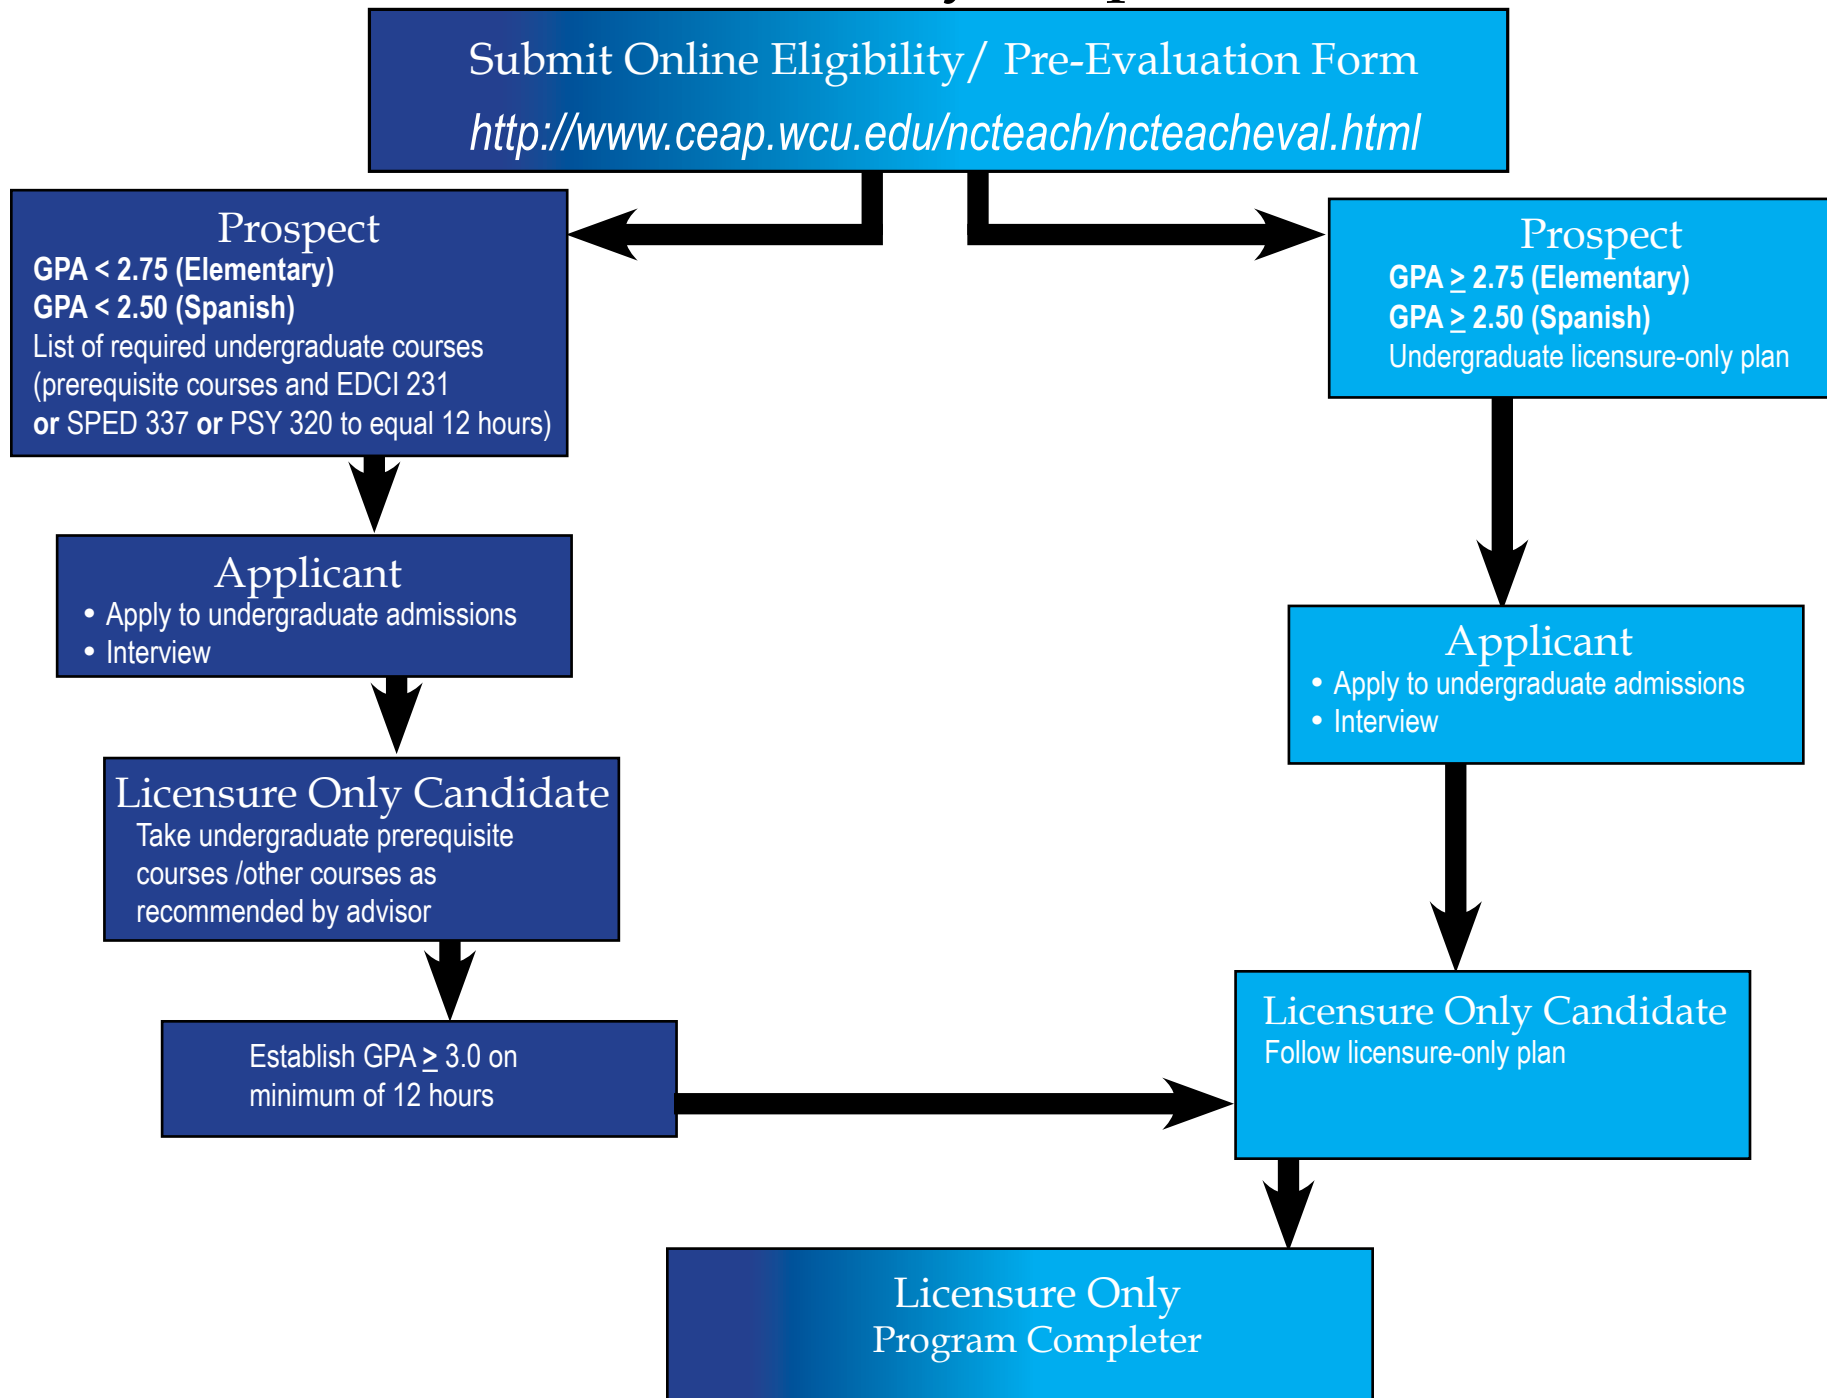 Submit Online Eligibility/ Pre-Evaluation Form
http://www.ceap.wcu.edu/ncteach/ncteacheval.html
Prospect
GPA < 2.75 (Elementary)
GPA < 2.50 (Spanish)
List of required undergraduate courses
(prerequisite courses and EDCI 231
or SPED 337 or PSY 320 to equal 12 hours)
Applicant
• Apply to undergraduate admissions
• Interview
Licensure Only Candidate
Take undergraduate prerequisite
courses /other courses as
recommended by advisor
Establish GPA ≥ 3.0 on
minimum of 12 hours
Prospect
GPA ≥ 2.75 (Elementary)
GPA ≥ 2.50 (Spanish)
Undergraduate licensure-only plan
Applicant
• Apply to undergraduate admissions
• Interview
Licensure Only Candidate
Follow licensure-only plan
Licensure Only
Program Completer